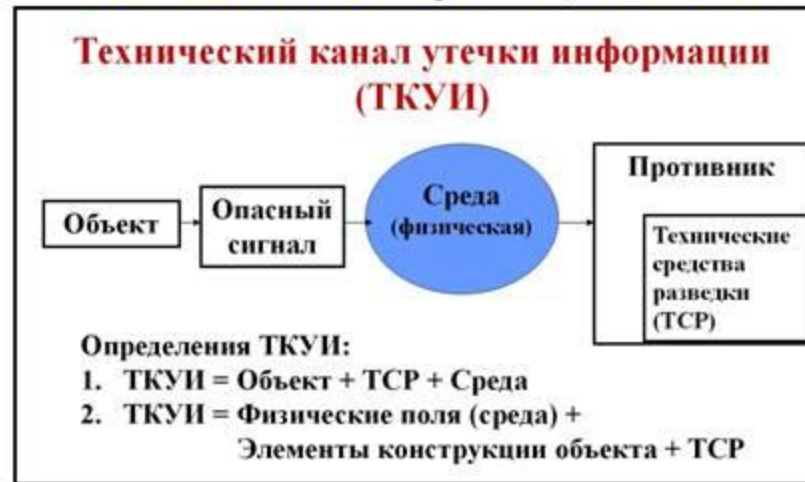 Технический канал утечки информации
(ТКУИ)
Объект
Опасный
сигнал
Среда
(физическая)
Противник
Технические
средства
разведки
(ТСР)
Определения ТКУИ:
1. ТКУИ = Объект + ТСР + Среда
2. ТКУИ = Физические поля (среда) +
Элементы конструкции объекта + ТСР